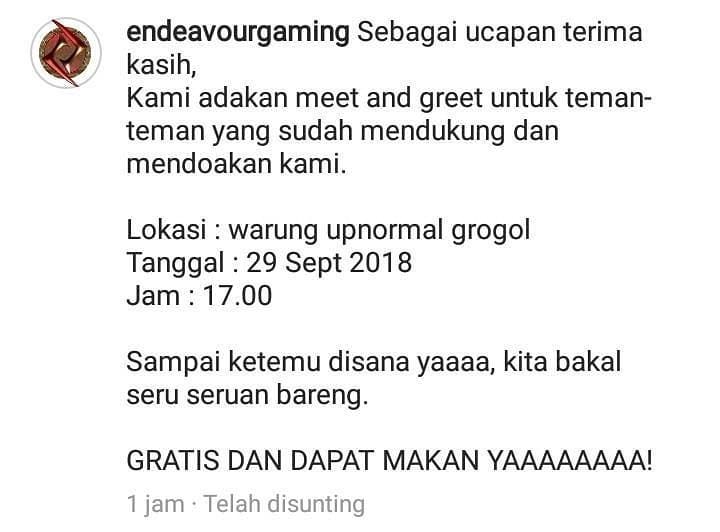 endeavourgaming Sebagai ucapan terima
kasih,
Kami adakan meet and greet untuk teman-
teman yang sudah mendukung dan
mendoakan kami.
Lokasi : warung upnormal grogol
Tanggal : 29 Sept 2018
Jam : 17.00
Sampai ketemu disana yaaaa, kita bakal
seru seruan bareng.
GRATIS DAN DAPAT MAKAN YAAAAAAAA!
1 jam · Telah disunting